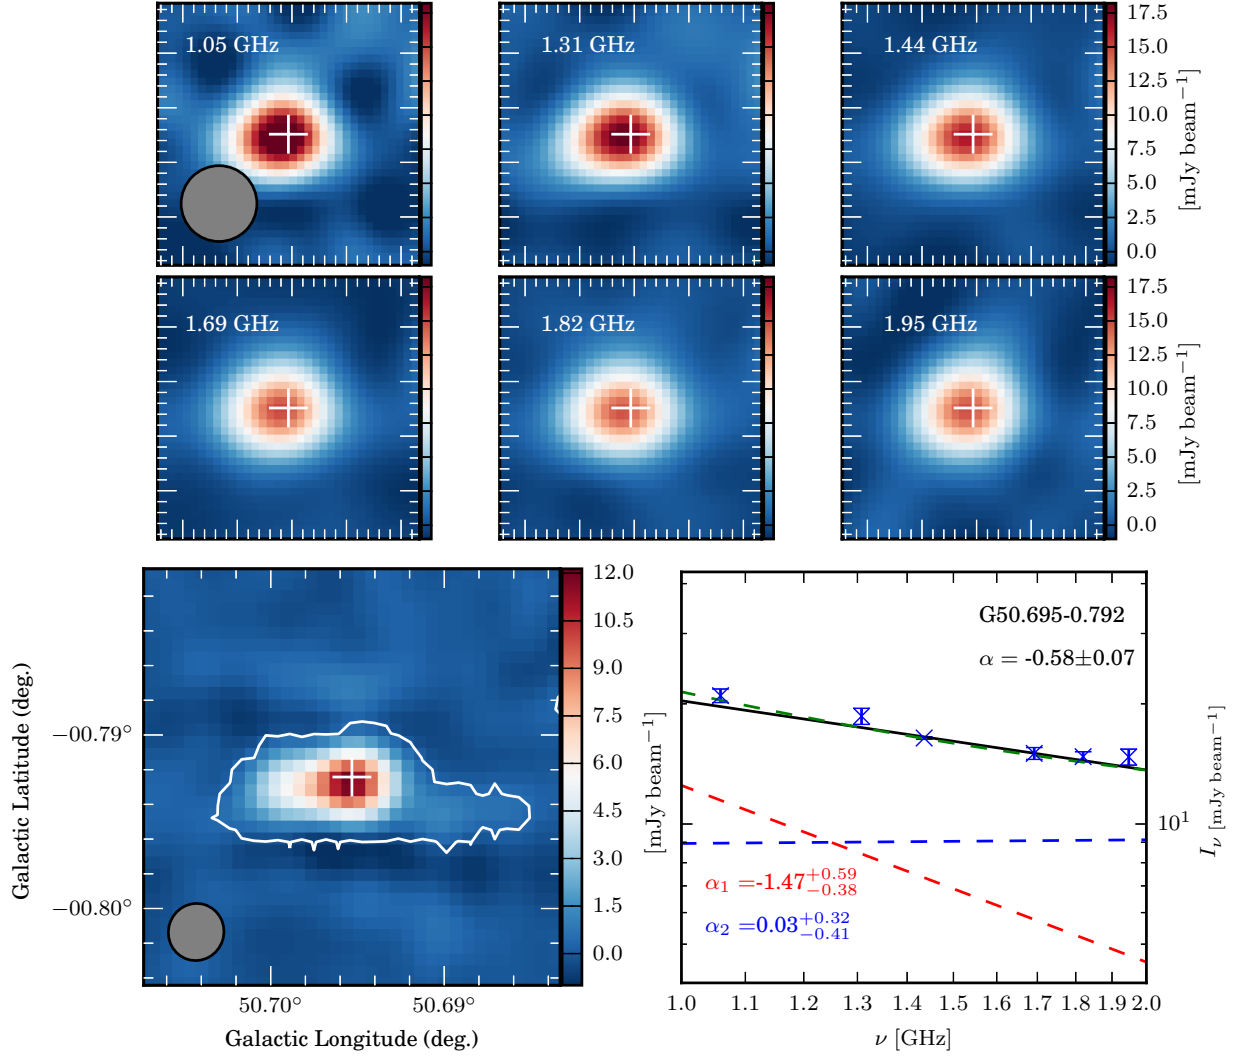 1.05 GHz
1.31 GHz
1.44 GHz
17.5
15.0
12.5
10.0
7.5
5.0
2.5
0.0
[mJy beam⁻¹]
1.69 GHz
1.82 GHz
1.95 GHz
17.5
15.0
12.5
10.0
7.5
5.0
2.5
0.0
[mJy beam⁻¹]
Galactic Latitude (deg.)
−00.79°
−00.80°
50.70°
50.69°
Galactic Longitude (deg.)
12.0
10.5
9.0
7.5
6.0
4.5
3.0
1.5
0.0
[mJy beam⁻¹]
G50.695-0.792
α = -0.58±0.07
α₁ =-1.47 +0.59 −0.38
α₂ =0.03 +0.32 −0.41
10¹
I_ν [mJy beam⁻¹]
1.0 1.1 1.2 1.3 1.4 1.5 1.6 1.7 1.8 1.9 2.0
ν [GHz]